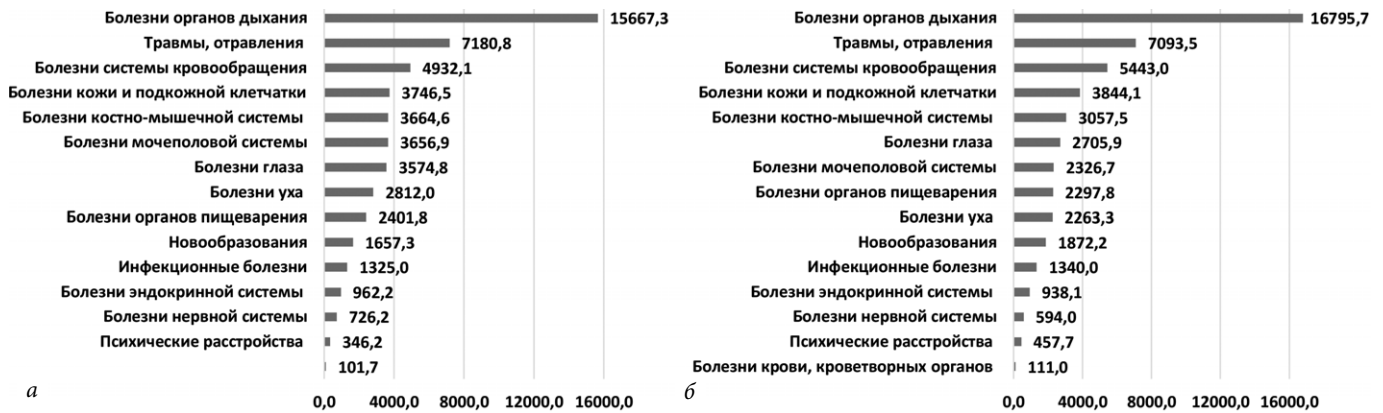 Болезни органов дыхания 15667,3
Травмы, отравления 7180,8
Болезни системы кровообращения 4932,1
Болезни кожи и подкожной клетчатки 3746,5
Болезни костно-мышечной системы 3664,6
Болезни мочеполовой системы 3656,9
Болезни глаза 3574,8
Болезни уха 2812,0
Болезни органов пищеварения 2401,8
Новообразования 1657,3
Инфекционные болезни 1325,0
Болезни эндокринной системы 962,2
Болезни нервной системы 726,2
Психические расстройства 346,2
101,7
а
0,0 4000,0 8000,0 12000,0 16000,0
Болезни органов дыхания 16795,7
Травмы, отравления 7093,5
Болезни системы кровообращения 5443,0
Болезни кожи и подкожной клетчатки 3844,1
Болезни костно-мышечной системы 3057,5
Болезни глаза 2705,9
Болезни мочеполовой системы 2326,7
Болезни органов пищеварения 2297,8
Болезни уха 2263,3
Новообразования 1872,2
Инфекционные болезни 1340,0
Болезни эндокринной системы 938,1
Болезни нервной системы 594,0
Психические расстройства 457,7
Болезни крови, кроветворных органов 111,0
б
0,0 4000,0 8000,0 12000,0 16000,0